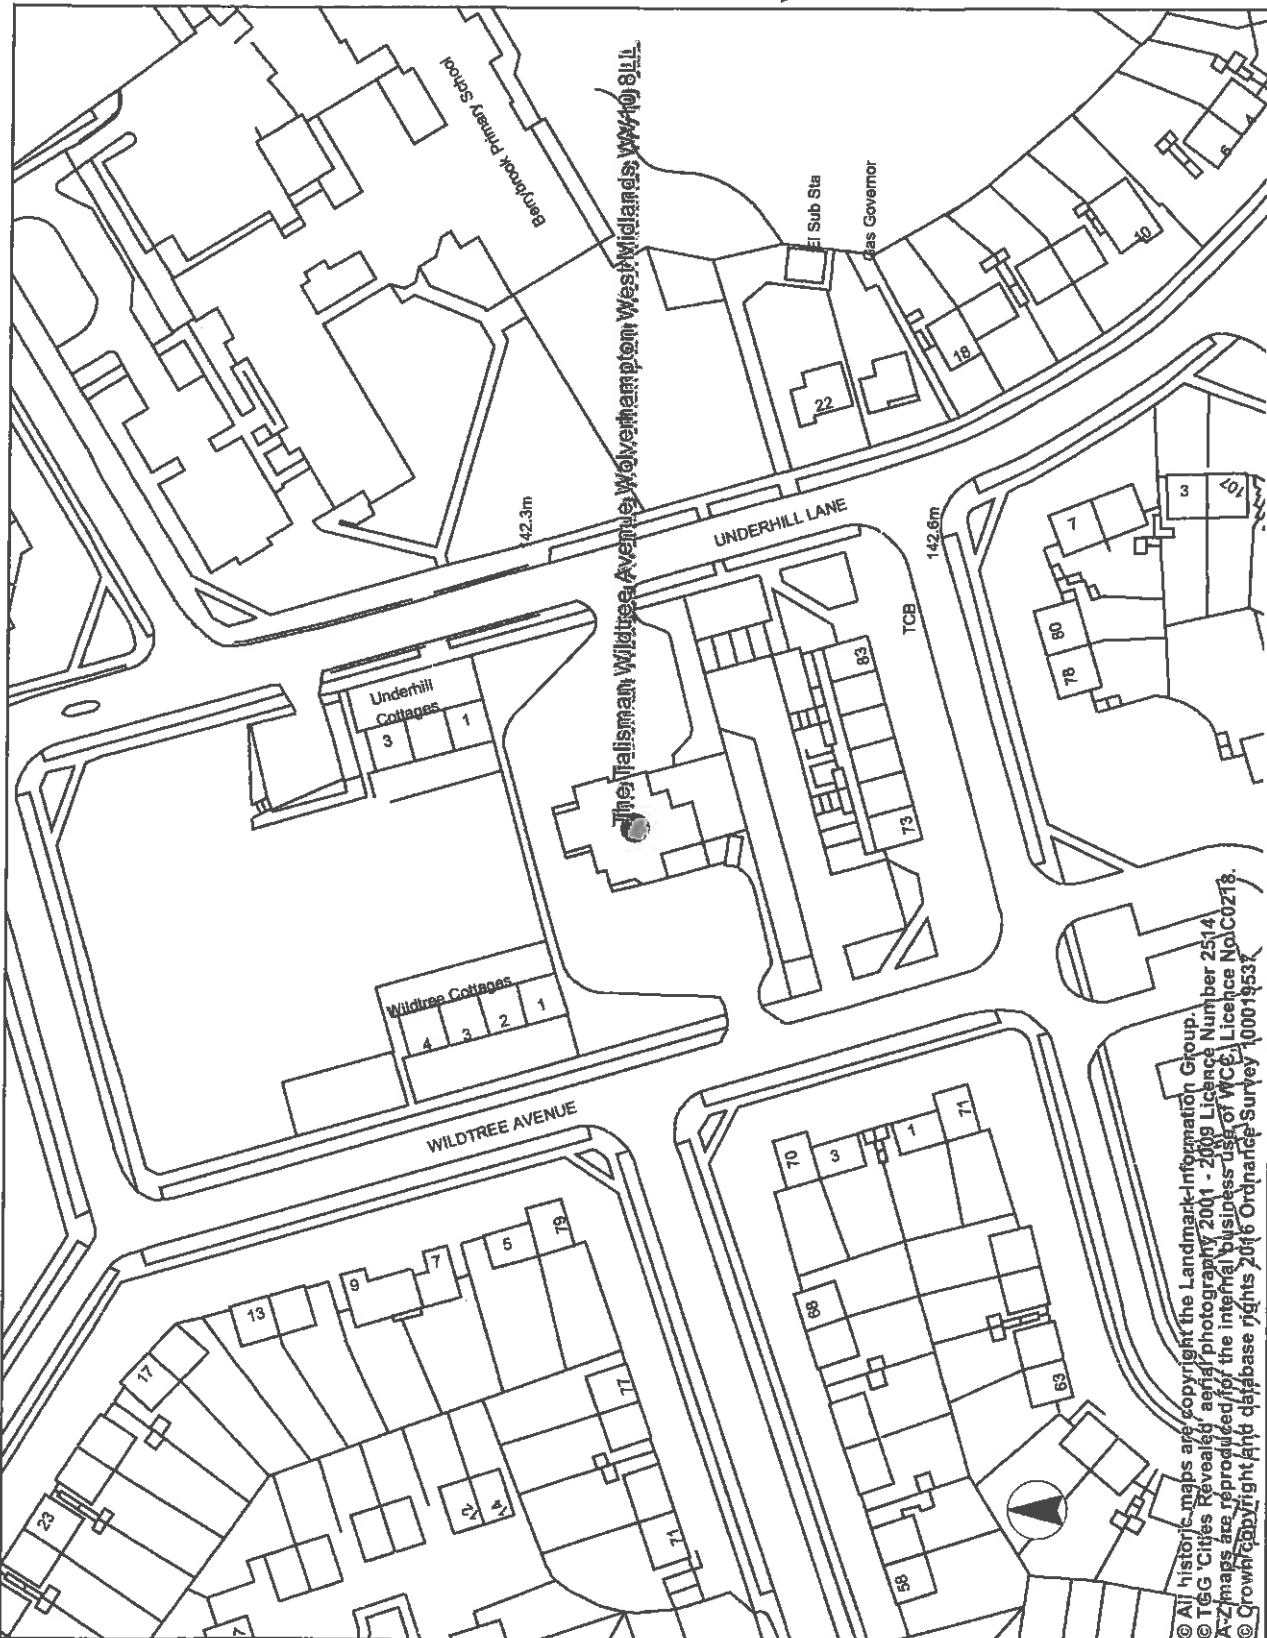 Berrybrook Primary School
The Talisman Wildtree Avenue Wolverhampton West Midlands WV10 8LL
El Sub Sta
Gas Governor
6
4
10
18
22
142.3m
UNDERHILL LANE
142.6m
TCB
3
107
7
80
78
83
73
Underhill
Cottages
3
1
Wildtree Cottages
4
3
2
1
WILDTREE AVENUE
70
3
1
71
79
5
7
9
13
17
23
77
68
63
71
58
© All historic maps are copyright the Landmark Information Group.
© TGG 'Cities Revealed' aerial photography 2001 - 2009 Licence Number 2514
A-Z maps are reproduced for the internal business use of WCC, Licence No. C0218.
© Crown copyright and database rights 2016 Ordnance Survey 100019537